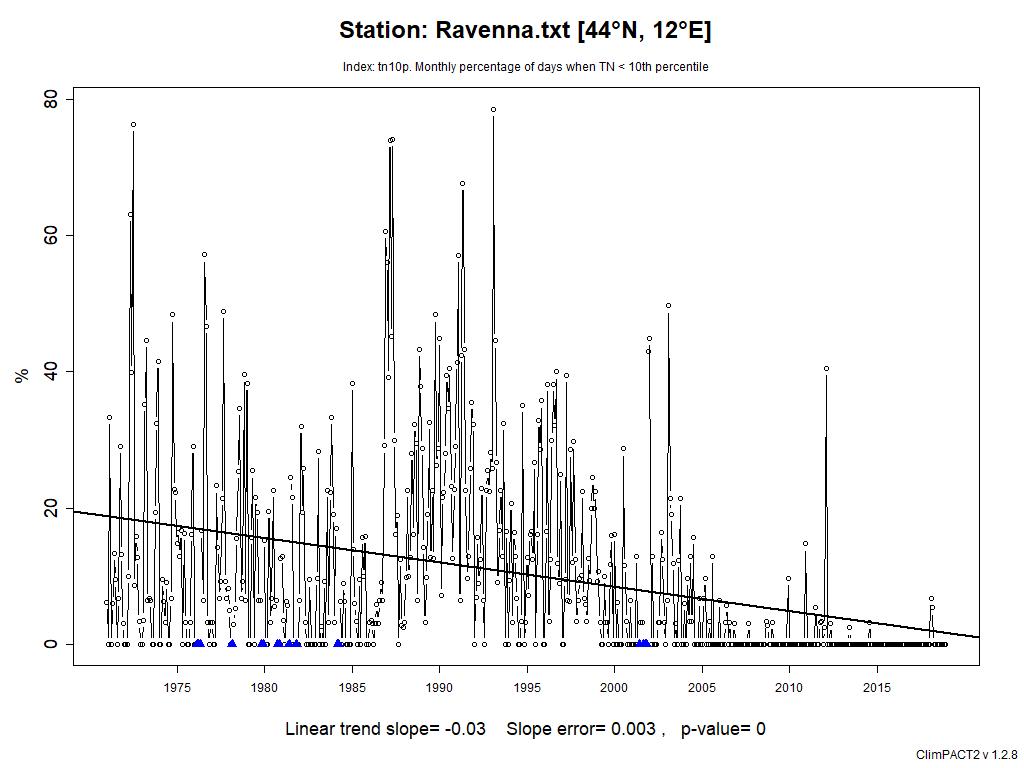 Station: Ravenna.txt [44°N, 12°E]
Index: tn10p. Monthly percentage of days when TN < 10th percentile
80
60
40
20
0
%
1975 1980 1985 1990 1995 2000 2005 2010 2015
Linear trend slope= -0.03 Slope error= 0.003 , p-value= 0
ClimPACT2 v 1.2.8